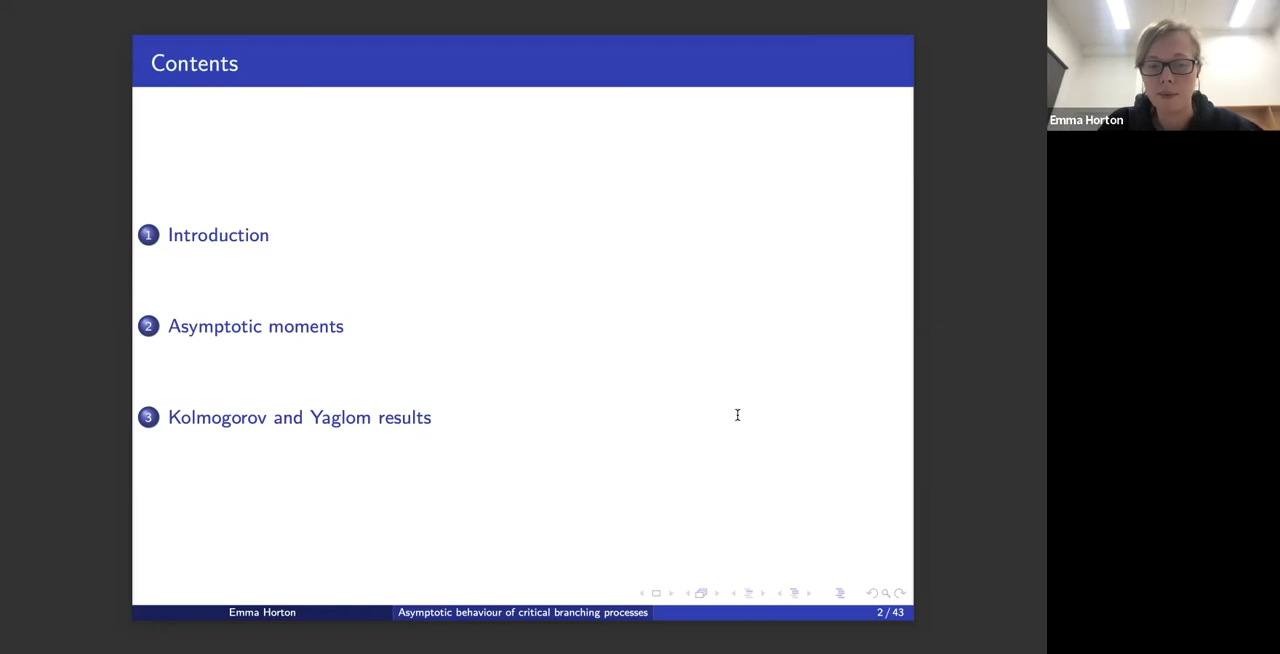 Contents
Emma Horton
1 Introduction
2 Asymptotic moments
3 Kolmogorov and Yaglom results
Emma Horton
Asymptotic behaviour of critical branching processes
2 / 43